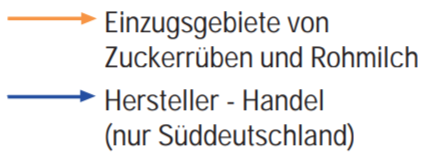 Einzugsgebiete von
Zuckerrüben und Rohmilch
Hersteller - Handel
(nur Süddeutschland)